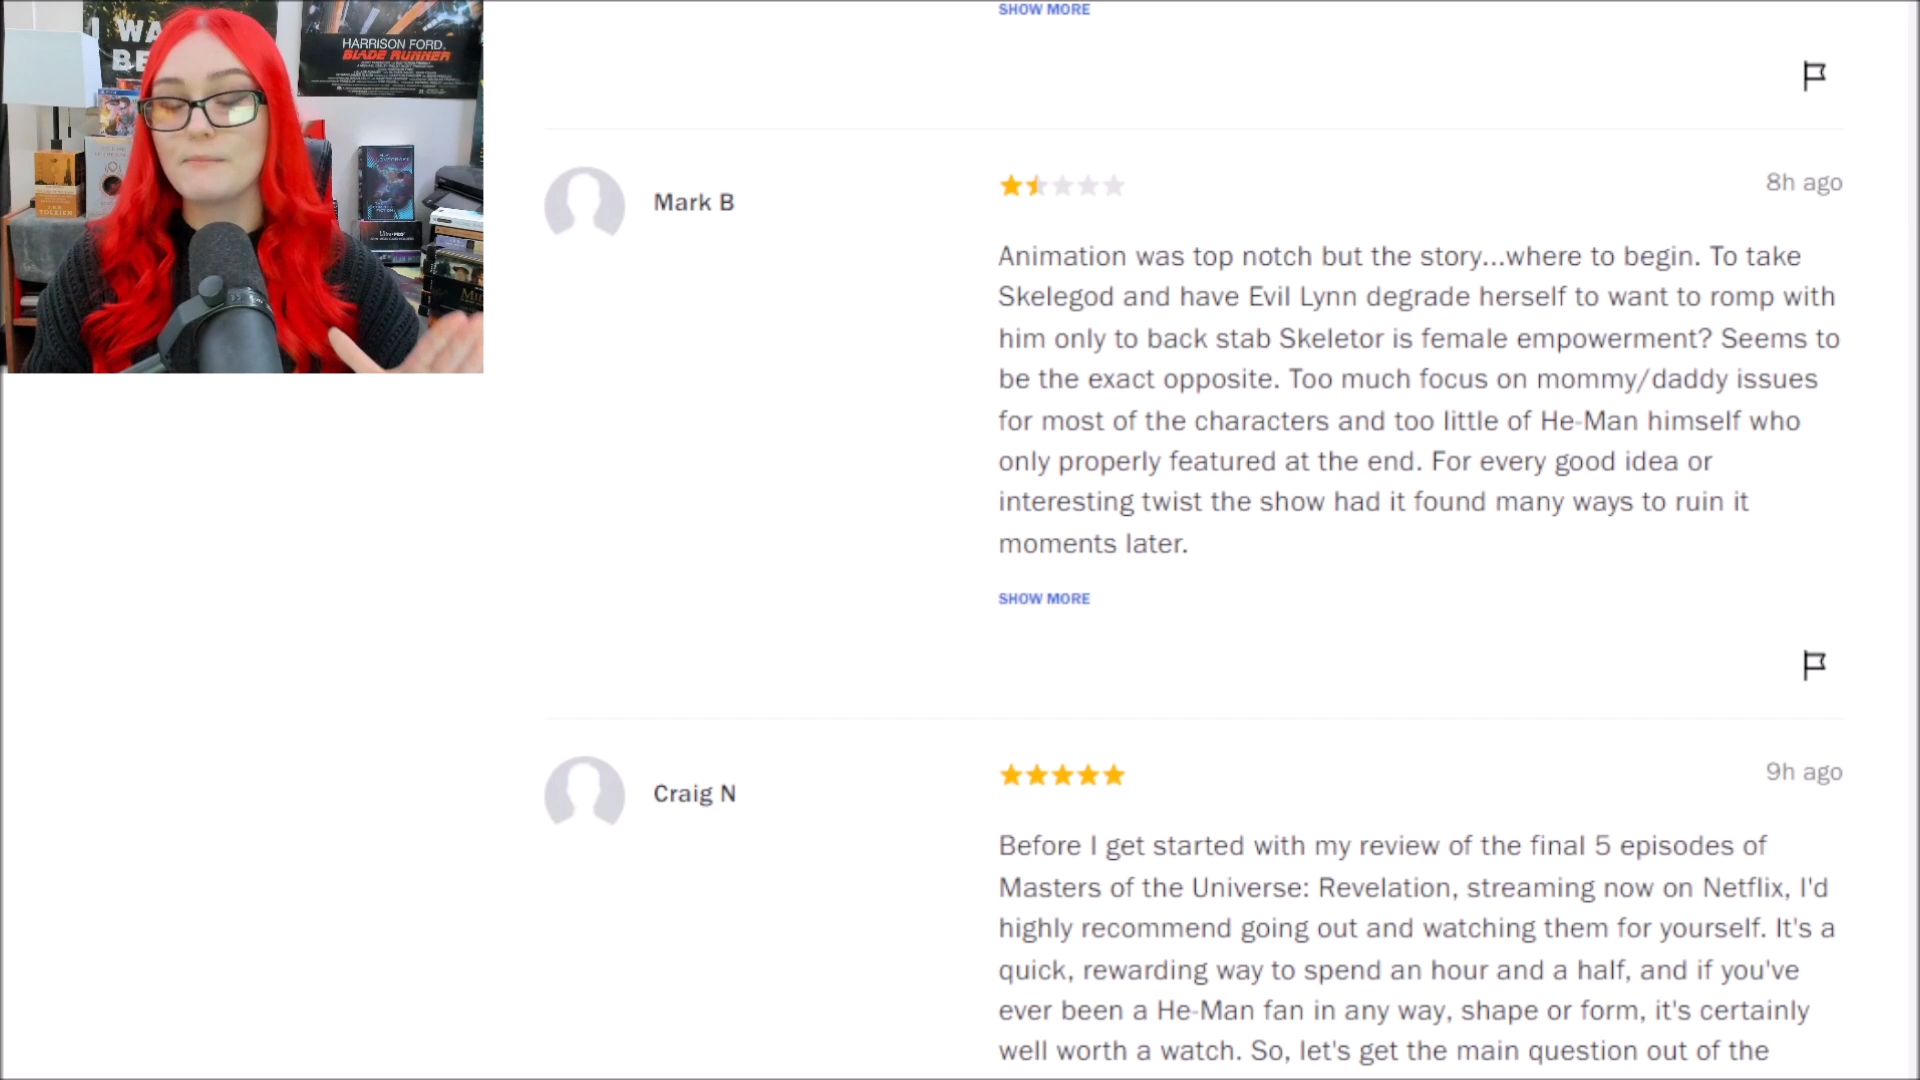 I WA
BE
HARRISON FORD.
BLADE RUNNER
TOLKIEN
Ultra-PRO
SHOW MORE
Mark B
8h ago
Animation was top notch but the story...where to begin. To take
Skelegod and have Evil Lynn degrade herself to want to romp with
him only to back stab Skeletor is female empowerment? Seems to
be the exact opposite. Too much focus on mommy/daddy issues
for most of the characters and too little of He-Man himself who
only properly featured at the end. For every good idea or
interesting twist the show had it found many ways to ruin it
moments later.
SHOW MORE
Craig N
9h ago
Before I get started with my review of the final 5 episodes of
Masters of the Universe: Revelation, streaming now on Netflix, I'd
highly recommend going out and watching them for yourself. It's a
quick, rewarding way to spend an hour and a half, and if you've
ever been a He-Man fan in any way, shape or form, it's certainly
well worth a watch. So, let's get the main question out of the